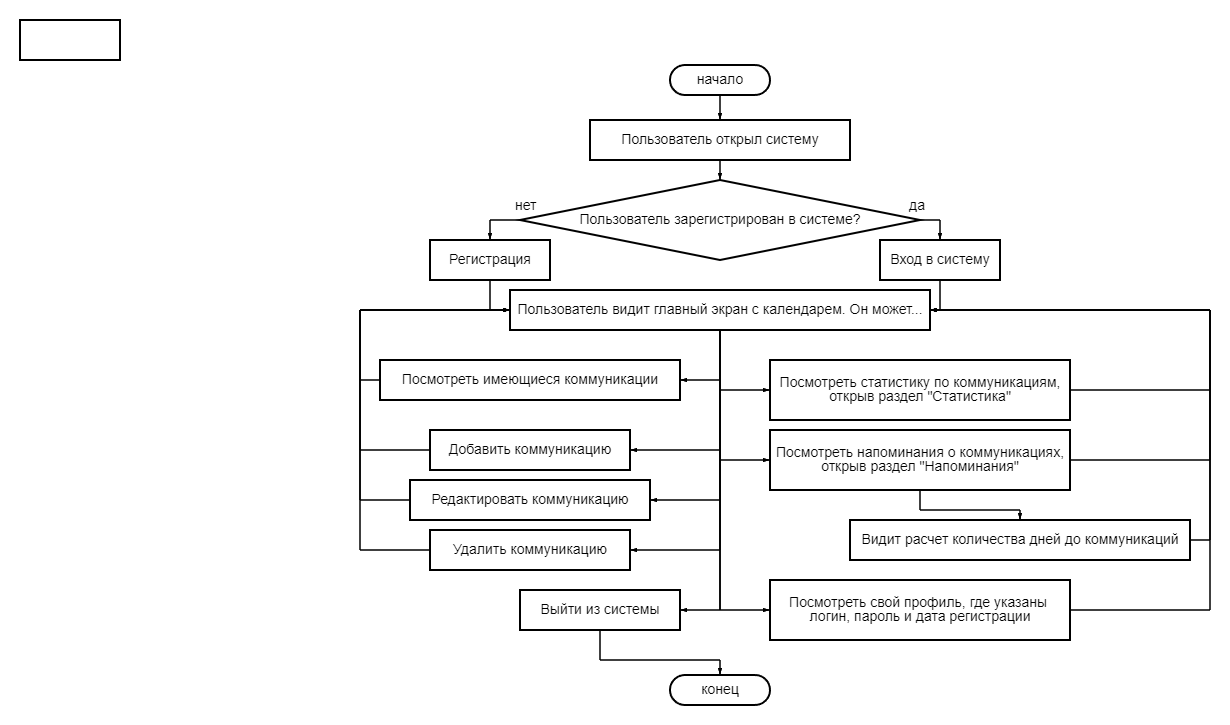 начало
Пользователь открыл систему
нет
да
Пользователь зарегистрирован в системе?
Регистрация
Вход в систему
Пользователь видит главный экран с календарем. Он может...
Посмотреть имеющиеся коммуникации
Посмотреть статистику по коммуникациям,
открыв раздел "Статистика"
Добавить коммуникацию
Посмотреть напоминания о коммуникациях,
открыв раздел "Напоминания"
Редактировать коммуникацию
Удалить коммуникацию
Видит расчет количества дней до коммуникаций
Выйти из системы
Посмотреть свой профиль, где указаны
логин, пароль и дата регистрации
конец